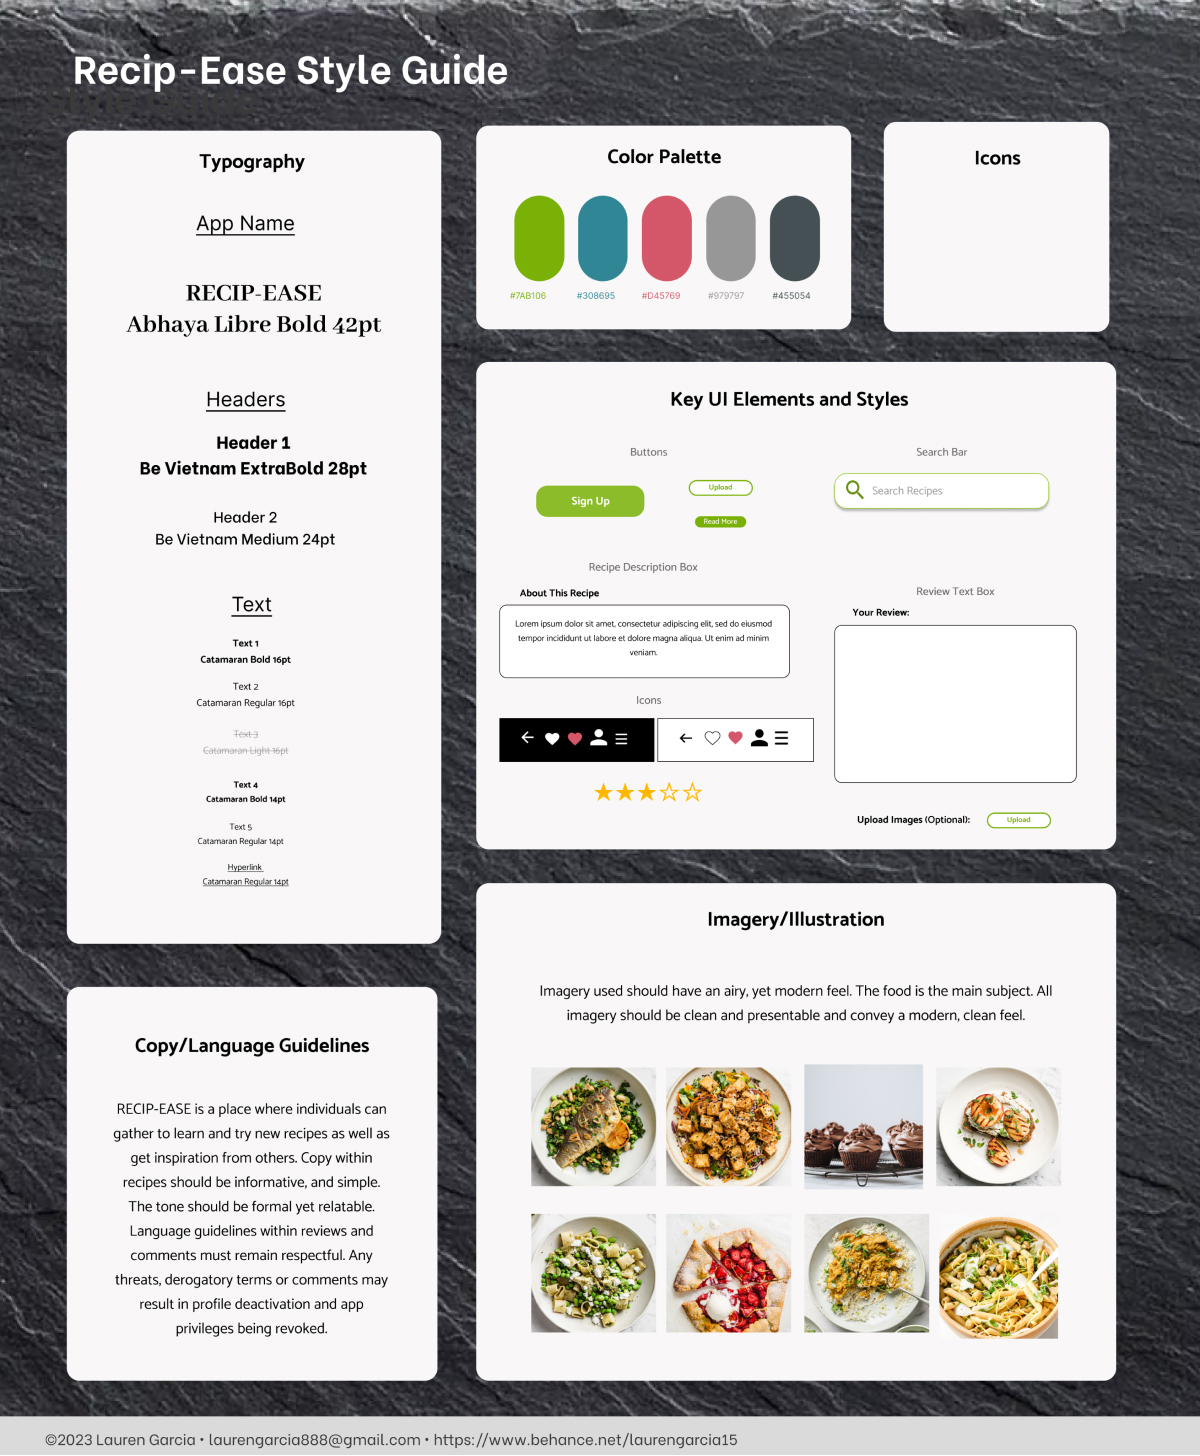 Recip-Ease Style Guide
Style Guide
Typography
App Name
RECIP-EASE
Abhaya Libre Bold 42pt
Headers
Header 1
Be Vietnam ExtraBold 28pt
Header 2
Be Vietnam Medium 24pt
Text
Text 1
Catamaran Bold 16pt
Text 2
Catamaran Regular 16pt
Text 3
Catamaran Light 16pt
Text 4
Catamaran Bold 14pt
Text 5
Catamaran Regular 14pt
Hyperlink
Catamaran Regular 14pt
Color Palette
#7AB106 #308695 #D45769 #979797 #455054
Icons
Key UI Elements and Styles
Buttons
Sign Up
Upload
Read More
Search Bar
Search Recipes
Recipe Description Box
About This Recipe
Lorem ipsum dolor sit amet, consectetur adipiscing elit, sed do eiusmod
tempor incididunt ut labore et dolore magna aliqua. Ut enim ad minim
veniam.
Icons
Review Text Box
Your Review:
Upload Images (Optional):
Upload
Copy/Language Guidelines
RECIP-EASE is a place where individuals can
gather to learn and try new recipes as well as
get inspiration from others. Copy within
recipes should be informative, and simple.
The tone should be formal yet relatable.
Language guidelines within reviews and
comments must remain respectful. Any
threats, derogatory terms or comments may
result in profile deactivation and app
privileges being revoked.
Imagery/Illustration
Imagery used should have an airy, yet modern feel. The food is the main subject. All
imagery should be clean and presentable and convey a modern, clean feel.
©2023 Lauren Garcia • laurengarcia888@gmail.com • https://www.behance.net/laurengarcia15